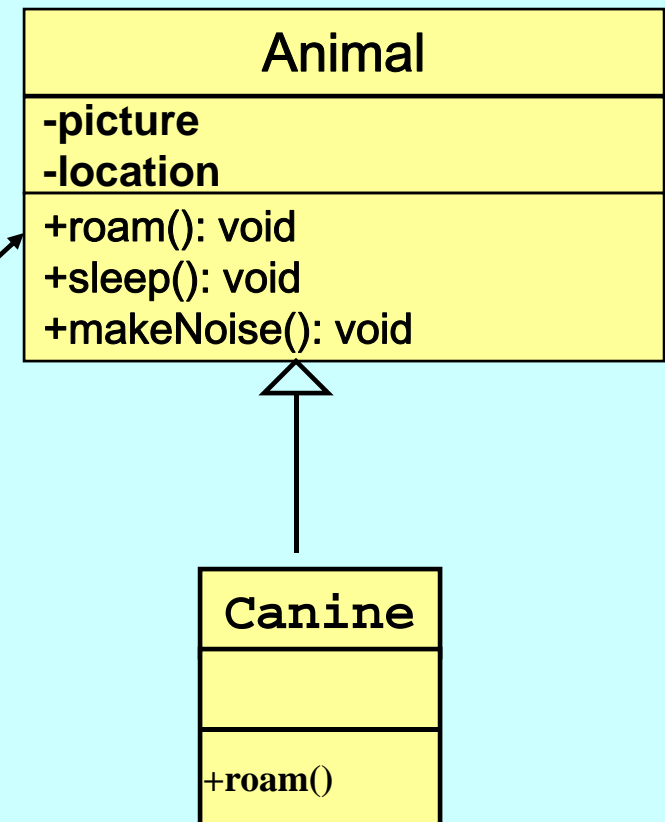 Animal
-picture
-location
+roam(): void
+sleep(): void
+makeNoise(): void
Canine
+roam()